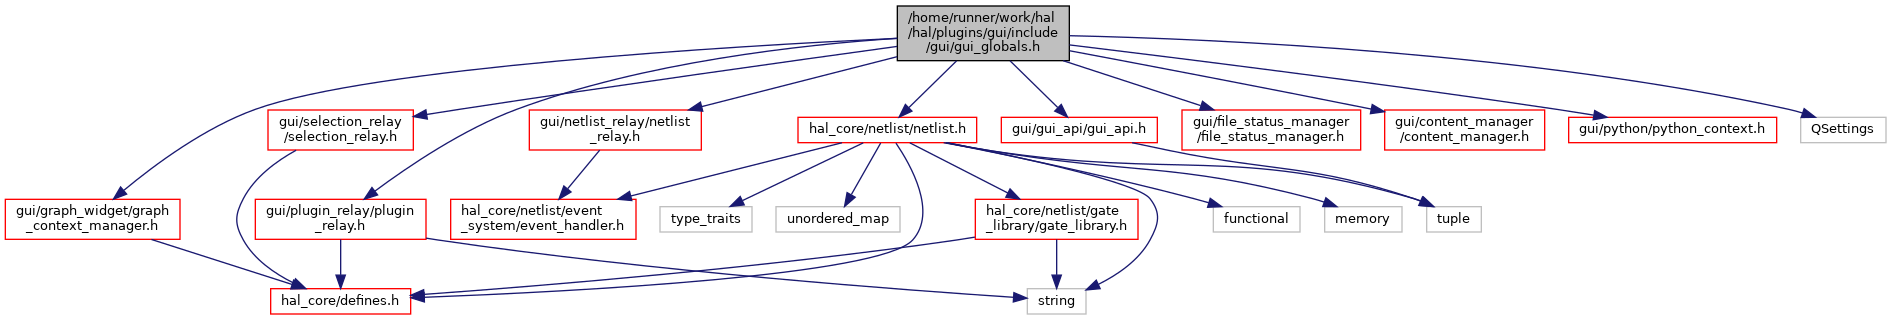 /home/runner/work/hal
/hal/plugins/gui/include
/gui/gui_globals.h
gui/selection_relay
/selection_relay.h
gui/netlist_relay/netlist
_relay.h
hal_core/netlist/netlist.h
gui/gui_api/gui_api.h
gui/file_status_manager
/file_status_manager.h
gui/content_manager
/content_manager.h
gui/python/python_context.h
QSettings
gui/graph_widget/graph
_context_manager.h
gui/plugin_relay/plugin
_relay.h
hal_core/netlist/event
_system/event_handler.h
type_traits
unordered_map
hal_core/netlist/gate
_library/gate_library.h
functional
memory
tuple
hal_core/defines.h
string